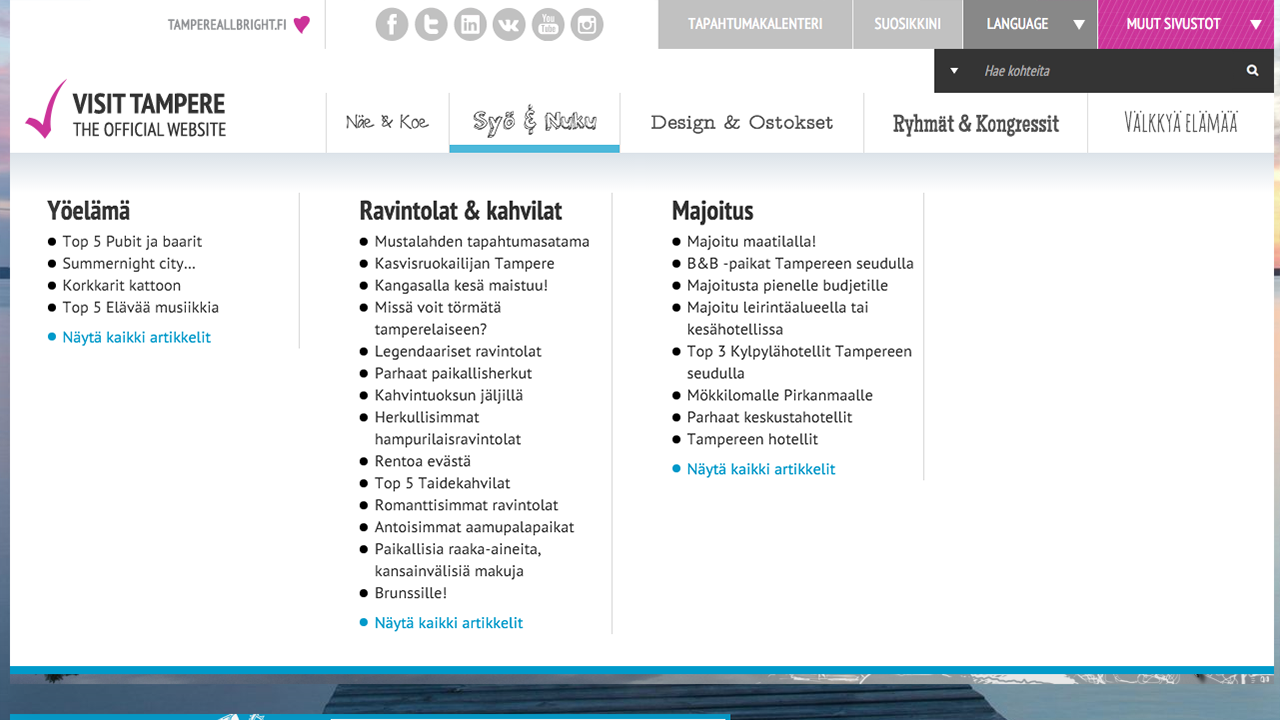 TAMPEREALLBRIGHT.FI
You
Tube
TAPAHTUMAKALENTERI
SUOSIKKINI
LANGUAGE
MUUT SIVUSTOT
Hae kohteita
VISIT TAMPERE
THE OFFICIAL WEBSITE
Näe & Koe
Syö & Nuku
Design & Ostokset
Ryhmät & Kongressit
VÄLKKYÄ ELÄMÄÄ
Yöelämä
Top 5 Pubit ja baarit
Summernight city...
Korkkarit kattoon
Top 5 Elävää musiikkia
Näytä kaikki artikkelit
Ravintolat & kahvilat
Mustalahden tapahtumasatama
Kasvisruokailijan Tampere
Kangasalla kesä maistuu!
Missä voit törmätä
tamperelaiseen?
Legendaariset ravintolat
Parhaat paikallisherkut
Kahvintuoksun jäljillä
Herkullisimmat
hampurilaisravintolat
Rentoa evästä
Top 5 Taidekahvilat
Romanttisimmat ravintolat
Antoisimmat aamupalapaikat
Paikallisia raaka-aineita,
kansainvälisiä makuja
Brunssille!
Näytä kaikki artikkelit
Majoitus
Majoitu maatilalla!
B&B -paikat Tampereen seudulla
Majoitusta pienelle budjetille
Majoitu leirintäalueella tai
kesähotellissa
Top 3 Kylpylähotellit Tampereen
seudulla
Mökkilomalle Pirkanmaalle
Parhaat keskustahotellit
Tampereen hotellit
Näytä kaikki artikkelit